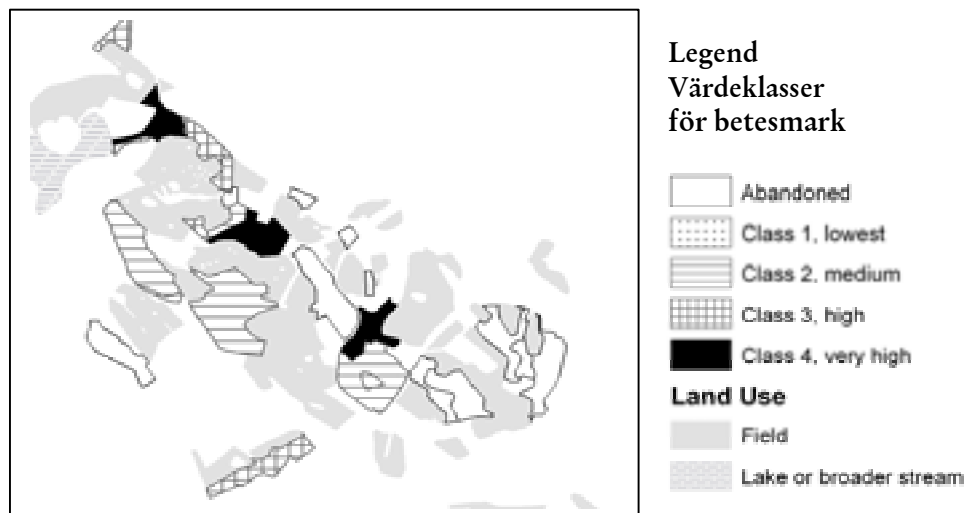 Legend
Värdeklasser
för betesmark
Abandoned
Class 1, lowest
Class 2, medium
Class 3, high
Class 4, very high
Land Use
Field
Lake or broader stream